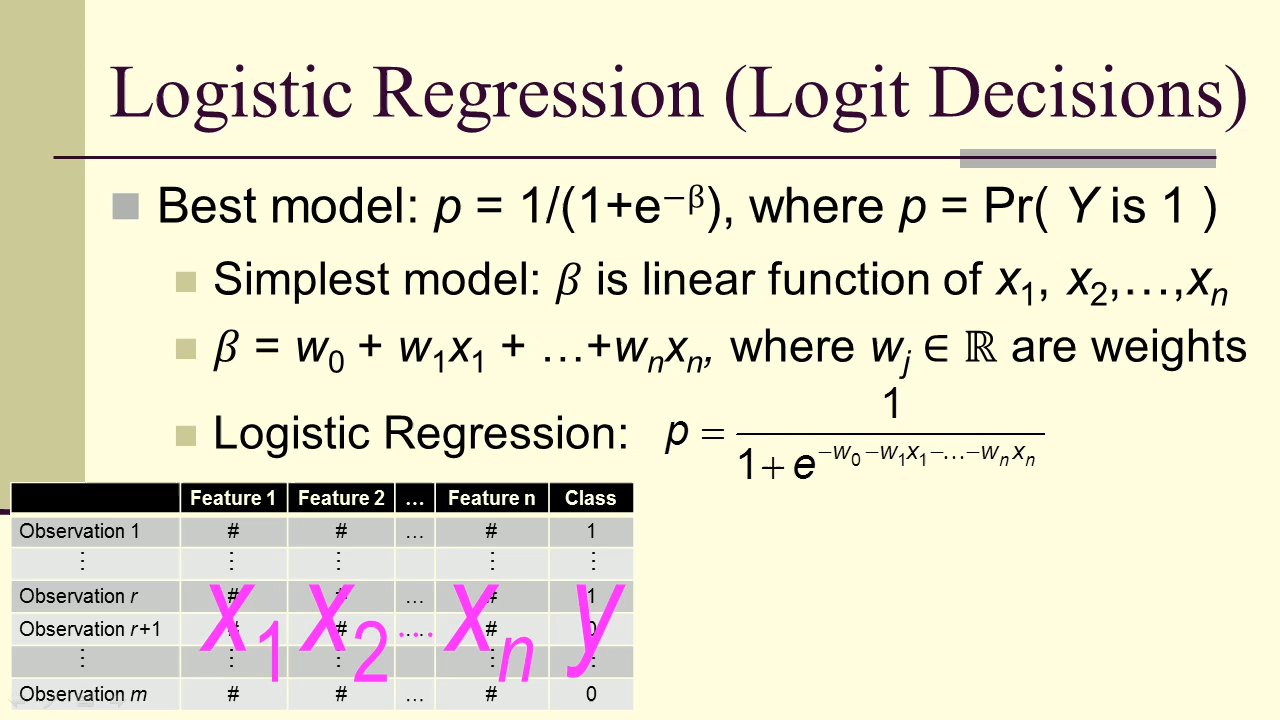 Logistic Regression (Logit Decisions)
Best model: p = 1/(1+e^−β), where p = Pr( Y is 1 )
Simplest model: β is linear function of x₁, x₂,…,xₙ
β = w₀ + w₁x₁ + …+wₙxₙ, where wⱼ ∈ ℝ are weights
Logistic Regression: p = 1 / (1+ e^(−w₀ −w₁x₁−…−wₙxₙ))
Feature 1 Feature 2 … Feature n Class
Observation 1 # # … # 1
⋮ ⋮ ⋮ ⋮ ⋮
Observation r # # … # 1
Observation r+1 # # … # 0
⋮ ⋮ ⋮ ⋮ ⋮
Observation m # # … # 0
x₁ x₂ … xₙ y